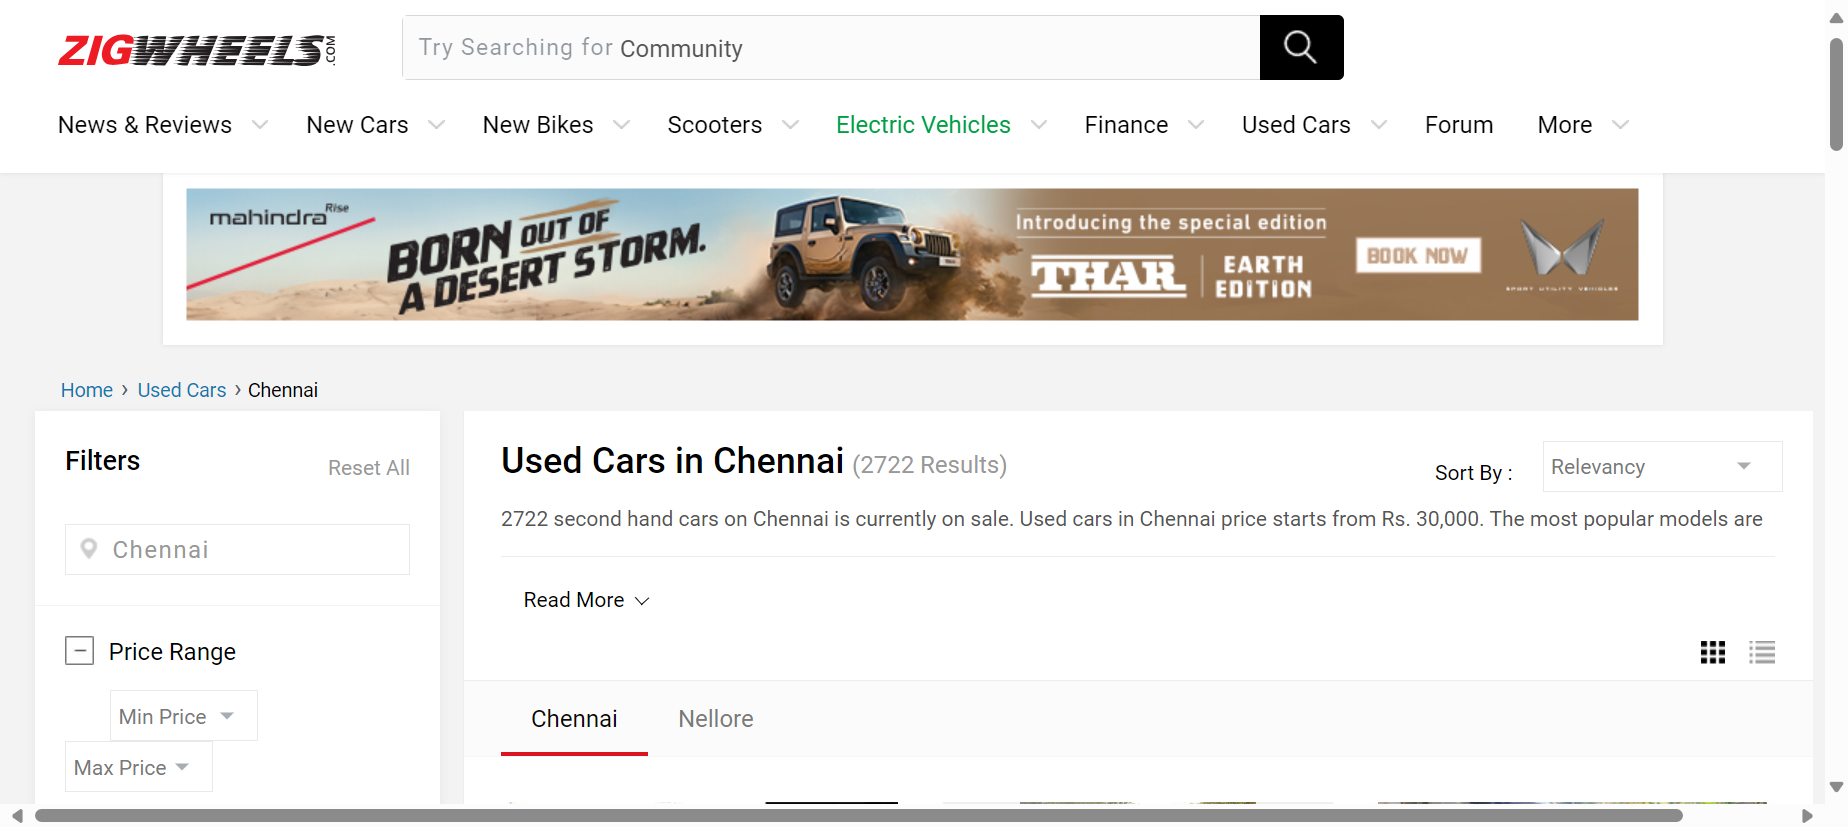 ZIGWHEELS.COM
Try Searching for Community
News & Reviews
New Cars
New Bikes
Scooters
Electric Vehicles
Finance
Used Cars
Forum
More
mahindra Rise
BORN OUT OF
A DESERT STORM.
Introducing the special edition
THAR
EARTH
EDITION
BOOK NOW
SPORT UTILITY VEHICLES
Home › Used Cars › Chennai
Filters
Reset All
Chennai
Price Range
Min Price
Max Price
Used Cars in Chennai (2722 Results)
Sort By :
Relevancy
2722 second hand cars on Chennai is currently on sale. Used cars in Chennai price starts from Rs. 30,000. The most popular models are
Read More
Chennai
Nellore